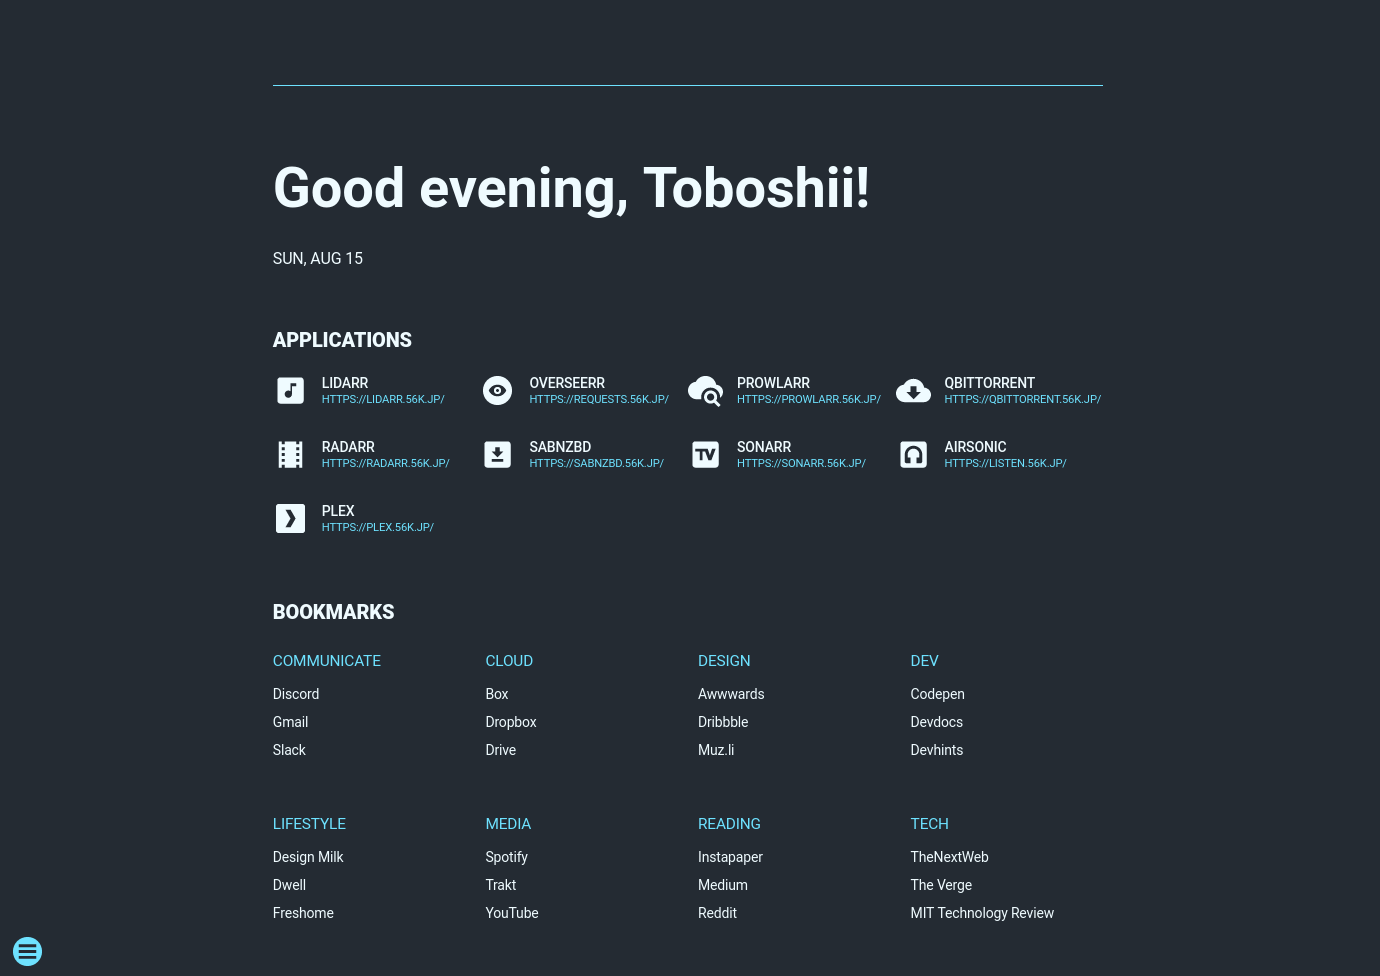 Good evening, Toboshii!
SUN, AUG 15
APPLICATIONS
LIDARR
HTTPS://LIDARR.56K.JP/
OVERSEERR
HTTPS://REQUESTS.56K.JP/
PROWLARR
HTTPS://PROWLARR.56K.JP/
QBITTORRENT
HTTPS://QBITTORRENT.56K.JP/
RADARR
HTTPS://RADARR.56K.JP/
SABNZBD
HTTPS://SABNZBD.56K.JP/
TV
SONARR
HTTPS://SONARR.56K.JP/
AIRSONIC
HTTPS://LISTEN.56K.JP/
PLEX
HTTPS://PLEX.56K.JP/
BOOKMARKS
COMMUNICATE
Discord
Gmail
Slack
CLOUD
Box
Dropbox
Drive
DESIGN
Awwwards
Dribbble
Muz.li
DEV
Codepen
Devdocs
Devhints
LIFESTYLE
Design Milk
Dwell
Freshome
MEDIA
Spotify
Trakt
YouTube
READING
Instapaper
Medium
Reddit
TECH
TheNextWeb
The Verge
MIT Technology Review